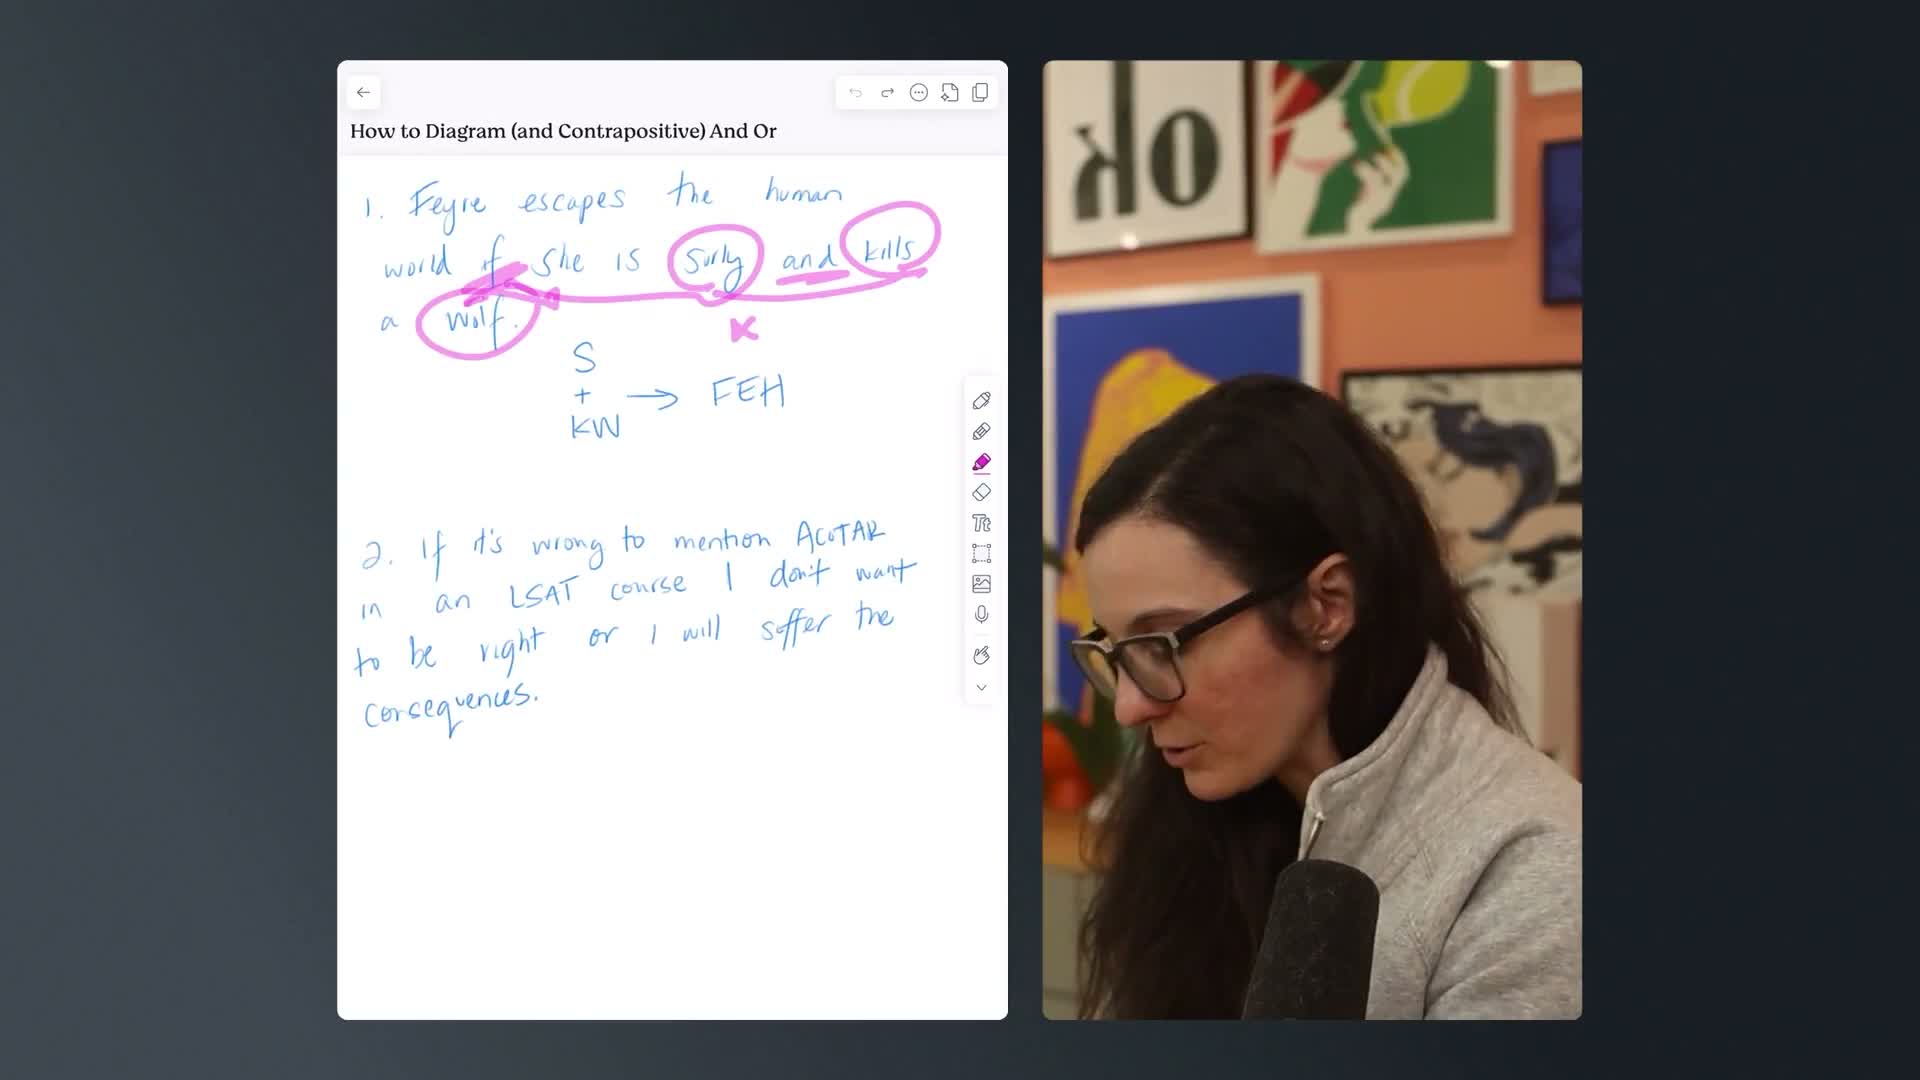 How to Diagram (and Contrapositive) And Or
1. Feyre escapes the human
world if she is surly and kills
a wolf.
S
+
KW → FEH
2. If it's wrong to mention ACOTAR
in an LSAT course I don't want
to be right or I will suffer the
consequences.
Tt
ok